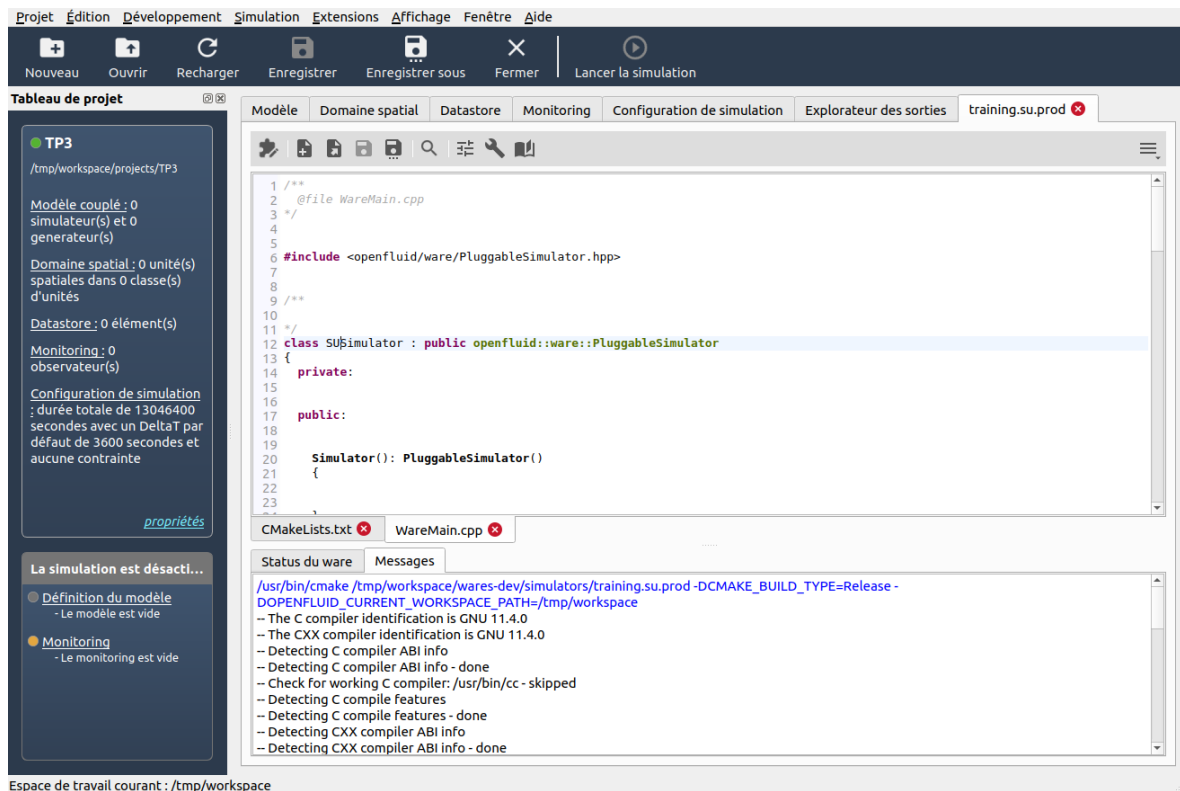 Projet Édition Développement Simulation Extensions Affichage Fenêtre Aide
Nouveau Ouvrir Recharger Enregistrer Enregistrer sous Fermer Lancer la simulation
Tableau de projet
TP3
/tmp/workspace/projects/TP3
Modèle couplé : 0
simulateur(s) et 0
generateur(s)
Domaine spatial : 0 unité(s)
spatiales dans 0 classe(s)
d'unités
Datastore : 0 élément(s)
Monitoring : 0
observateur(s)
Configuration de simulation
: durée totale de 13046400
secondes avec un DeltaT par
défaut de 3600 secondes et
aucune contrainte
propriétés
La simulation est désacti...
Définition du modèle
- Le modèle est vide
Monitoring
- Le monitoring est vide
Modèle Domaine spatial Datastore Monitoring Configuration de simulation Explorateur des sorties training.su.prod
1 /**
2 @file WareMain.cpp
3 */
4
5
6 #include <openfluid/ware/PluggableSimulator.hpp>
7
8
9 /**
10
11 */
12 class SUSimulator : public openfluid::ware::PluggableSimulator
13 {
14 private:
15
16
17 public:
18
19
20 Simulator(): PluggableSimulator()
21 {
22
23
CMakeLists.txt WareMain.cpp
Status du ware Messages
/usr/bin/cmake /tmp/workspace/wares-dev/simulators/training.su.prod -DCMAKE_BUILD_TYPE=Release -
DOPENFLUID_CURRENT_WORKSPACE_PATH=/tmp/workspace
-- The C compiler identification is GNU 11.4.0
-- The CXX compiler identification is GNU 11.4.0
-- Detecting C compiler ABI info
-- Detecting C compiler ABI info - done
-- Check for working C compiler: /usr/bin/cc - skipped
-- Detecting C compile features
-- Detecting C compile features - done
-- Detecting CXX compiler ABI info
-- Detecting CXX compiler ABI info - done
Espace de travail courant : /tmp/workspace